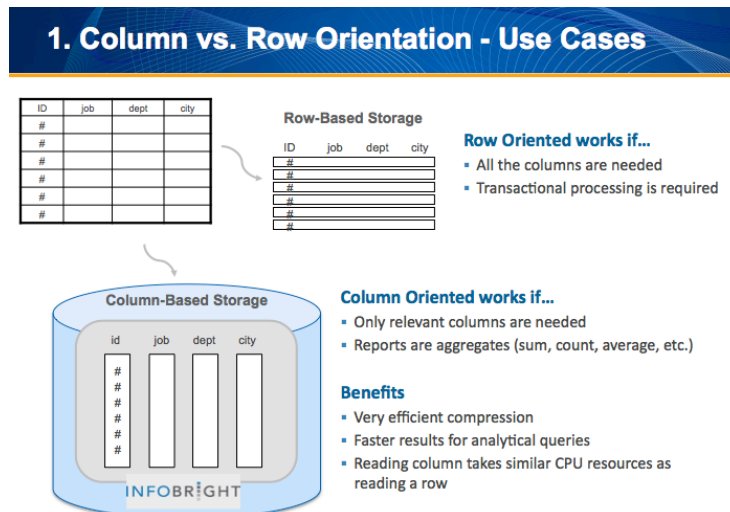 1. Column vs. Row Orientation - Use Cases
ID job dept city
#
#
#
#
#
#
Row-Based Storage
ID job dept city
#
#
#
#
#
#
Row Oriented works if...
▪ All the columns are needed
▪ Transactional processing is required
Column-Based Storage
id job dept city
#
#
#
#
#
#
INFOBRIGHT
Column Oriented works if...
▪ Only relevant columns are needed
▪ Reports are aggregates (sum, count, average, etc.)
Benefits
▪ Very efficient compression
▪ Faster results for analytical queries
▪ Reading column takes similar CPU resources as
reading a row